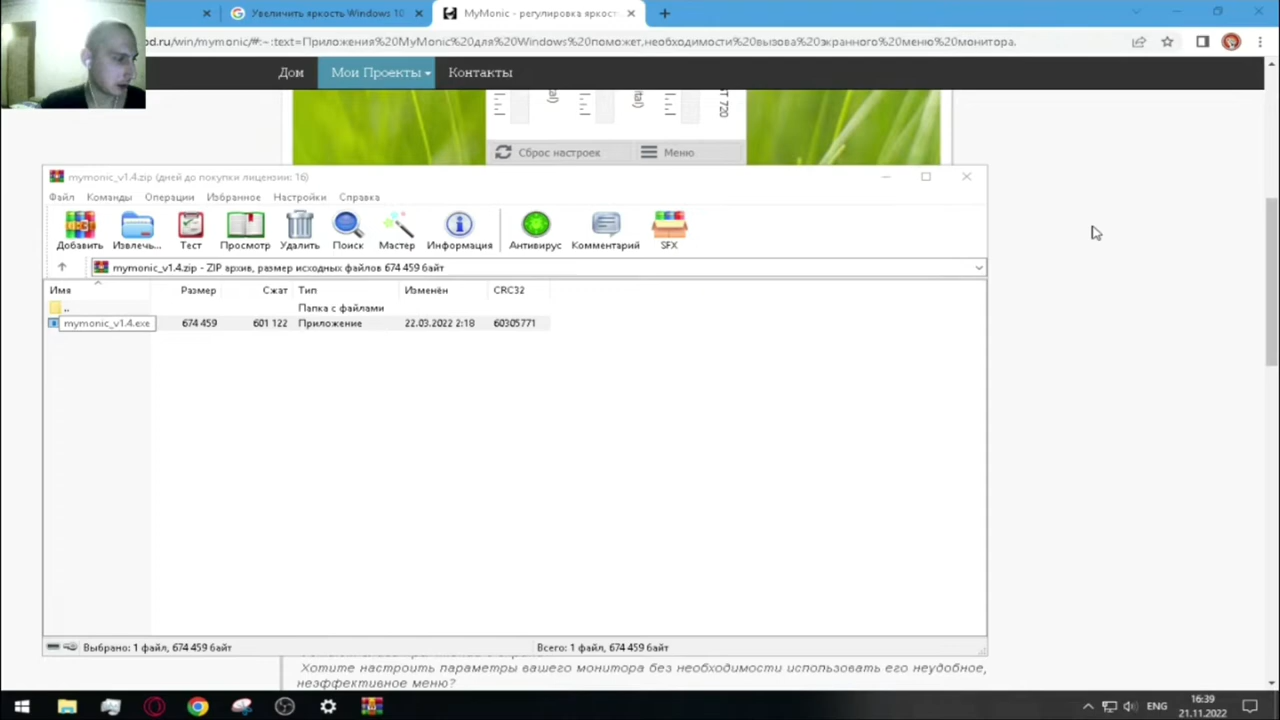 Увеличить яркость Windows 10
MyMonic - регулировка яркост
od.ru/win/mymonic/#:~:text=Приложения%20MyMonic%20для%20Windows%20поможет,необходимости%20вызова%20экранного%20меню%20монитора.
Дом
Мои Проекты
Контакты
T 720
Сброс настроек
Меню
mymonic_v1.4.zip (дней до покупки лицензии: 16)
Файл Команды Операции Избранное Настройки Справка
Добавить Извлечь... Тест Просмотр Удалить Поиск Мастер Информация Антивирус Комментарий SFX
mymonic_v1.4.zip - ZIP архив, размер исходных файлов 674 459 байт
Имя Размер Сжат Тип Изменён CRC32
.. Папка с файлами
mymonic_v1.4.exe 674 459 601 122 Приложение 22.03.2022 2:18 60305771
Выбрано: 1 файл, 674 459 байт
Всего: 1 файл, 674 459 байт
Хотите настроить параметры вашего монитора без необходимости использовать его неудобное,
неэффективное меню?
ENG
16:39
21.11.2022